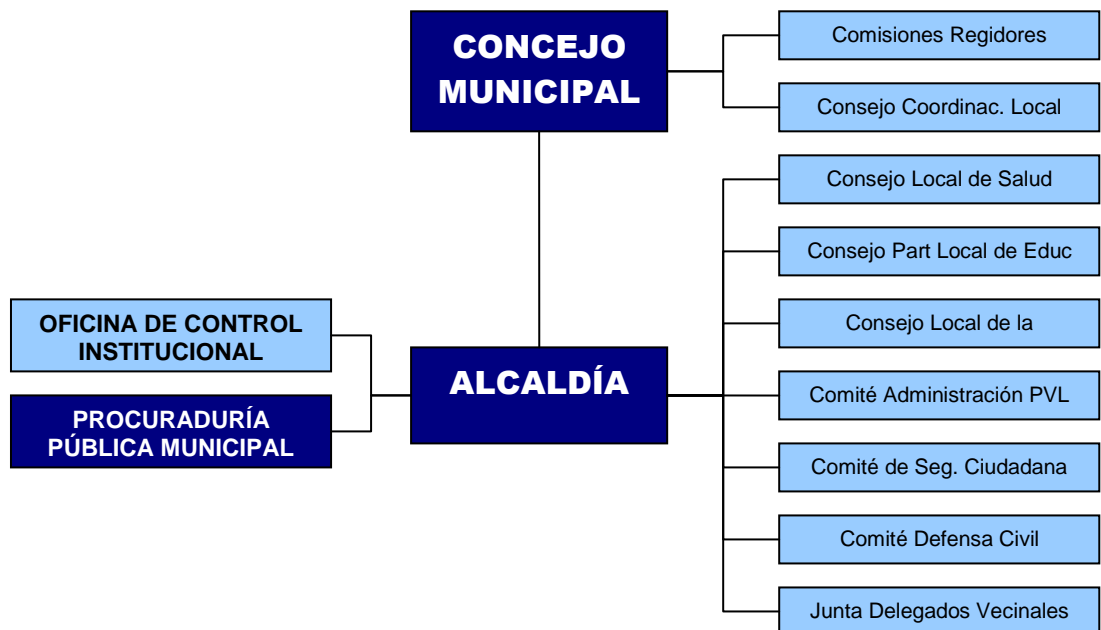 CONCEJO
MUNICIPAL
Comisiones Regidores
Consejo Coordinac. Local
Consejo Local de Salud
Consejo Part Local de Educ
Consejo Local de la
Comité Administración PVL
Comité de Seg. Ciudadana
Comité Defensa Civil
Junta Delegados Vecinales
OFICINA DE CONTROL
INSTITUCIONAL
PROCURADURÍA
PÚBLICA MUNICIPAL
ALCALDÍA